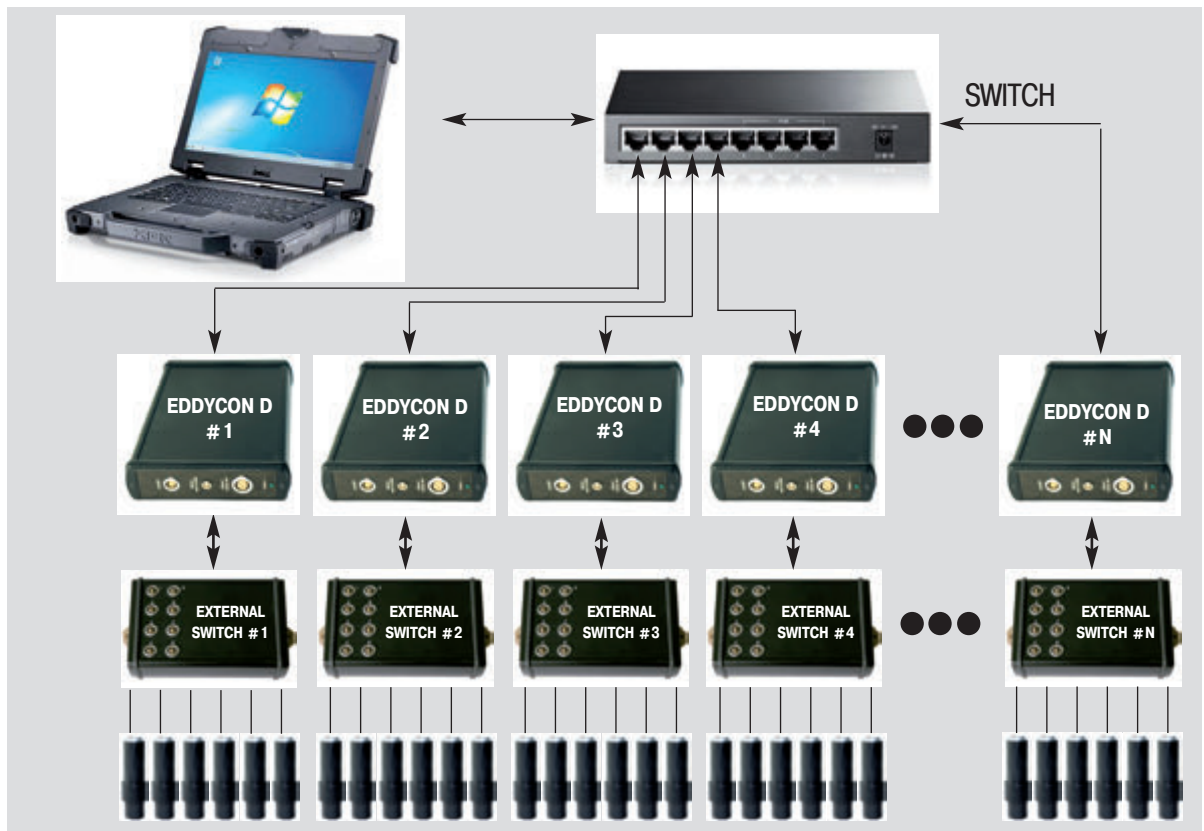 SWITCH
EDDYCON D
#1
EDDYCON D
#2
EDDYCON D
#3
EDDYCON D
#4
EDDYCON D
#N
EXTERNAL
SWITCH #1
EXTERNAL
SWITCH #2
EXTERNAL
SWITCH #3
EXTERNAL
SWITCH #4
EXTERNAL
SWITCH #N